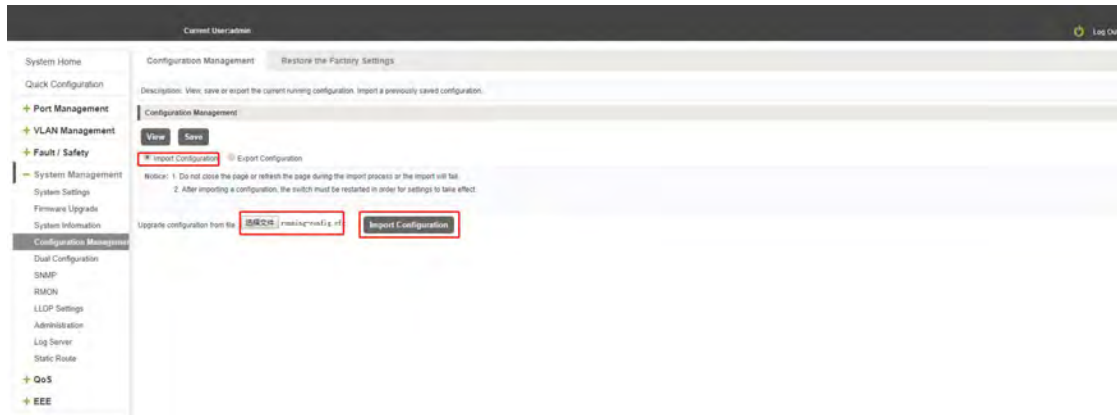 Current User:admin
Log Ou
System Home
Quick Configuration
+ Port Management
+ VLAN Management
+ Fault / Safety
- System Management
System Settings
Firmware Upgrade
System Information
Configuration Managemen
Dual Configuration
SNMP
RMON
LLDP Settings
Administration
Log Server
Static Route
+ QoS
+ EEE
Configuration Management Restore the Factory Settings
Description: View, save or export the current running configuration. Import a previously saved configuration.
Configuration Management
View Save
Import Configuration Export Configuration
Notice: 1. Do not close the page or refresh the page during the import process or the import will fail.
2. After importing a configuration, the switch must be restarted in order for settings to take effect.
Upgrade configuration from file 选择文件 running-config.cf Import Configuration